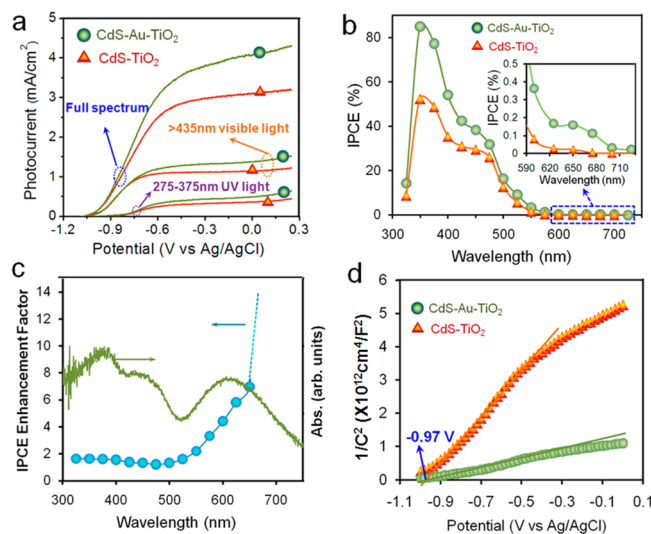 a
CdS-Au-TiO2
CdS-TiO2
Full spectrum
>435nm visible light
275-375nm UV light
Photocurrent (mA/cm2)
5
4
3
2
1
0
-1.2 -0.9 -0.6 -0.3 0 0.3
Potential (V vs Ag/AgCl)
b
CdS-Au-TiO2
CdS-TiO2
IPCE (%)
80
60
40
20
0
300 400 500 600 700
Wavelength (nm)
IPCE (%)
0.5
0.4
0.3
0.2
0.1
0
590 630 670 710
Wavelength (nm)
c
IPCE Enhancement Factor
14
12
10
8
6
4
2
0
300 400 500 600 700
Wavelength (nm)
Abs. (arb. units)
d
CdS-Au-TiO2
CdS-TiO2
-0.97 V
1/C2 (X1012cm4/F2)
6
5
4
3
2
1
0
-1.1 -0.9 -0.7 -0.5 -0.3 -0.1 0.1
Potential (V vs Ag/AgCl)